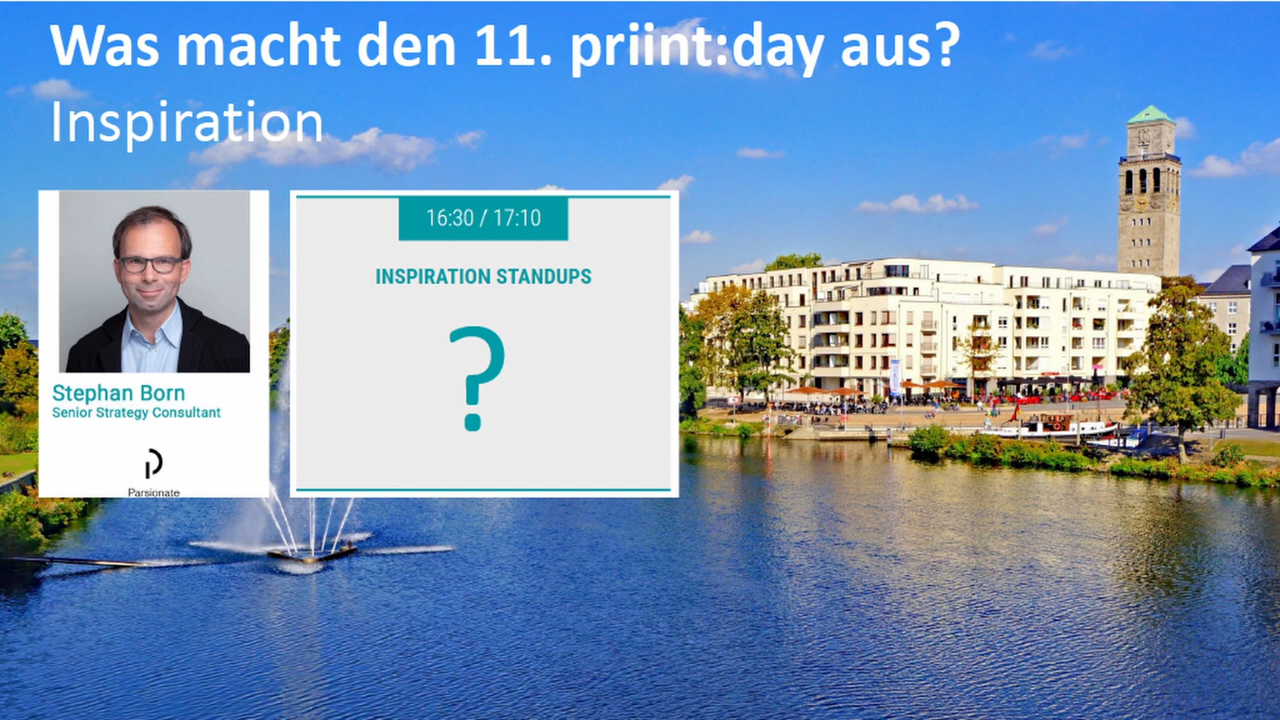 Was macht den 11. priint:day aus?
Inspiration
Stephan Born
Senior Strategy Consultant
Parsionate
16:30 / 17:10
INSPIRATION STANDUPS
?